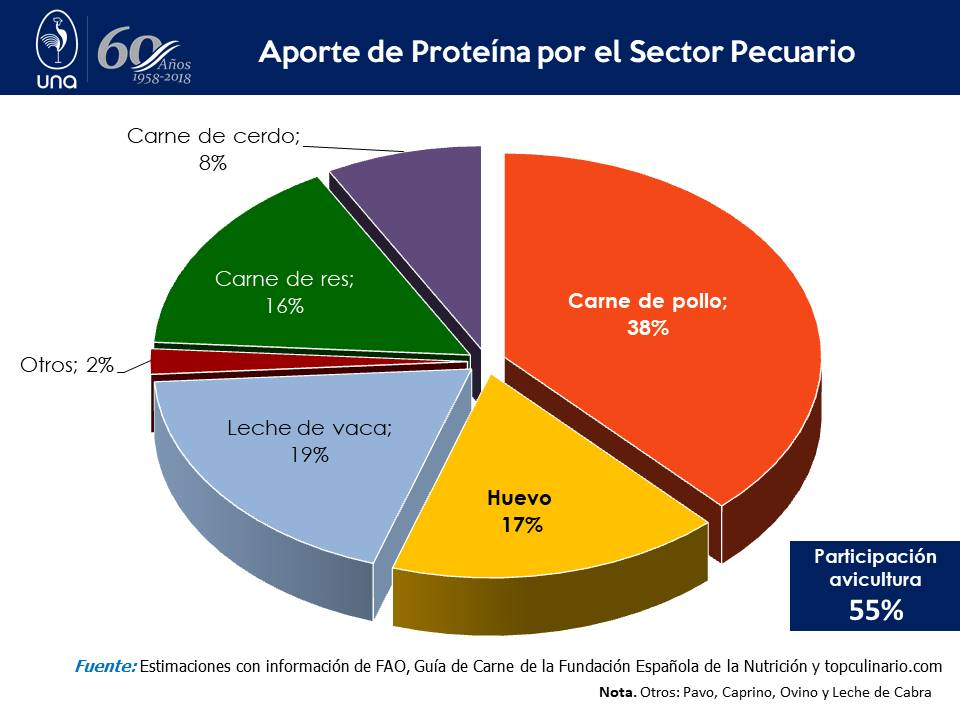 una
60 Años
1958-2018
Aporte de Proteína por el Sector Pecuario
Carne de cerdo;
8%
Carne de res;
16%
Carne de pollo;
38%
Otros; 2%
Leche de vaca;
19%
Huevo
17%
Participación
avicultura
55%
Fuente: Estimaciones con información de FAO, Guía de Carne de la Fundación Española de la Nutrición y topculinario.com
Nota. Otros: Pavo, Caprino, Ovino y Leche de Cabra